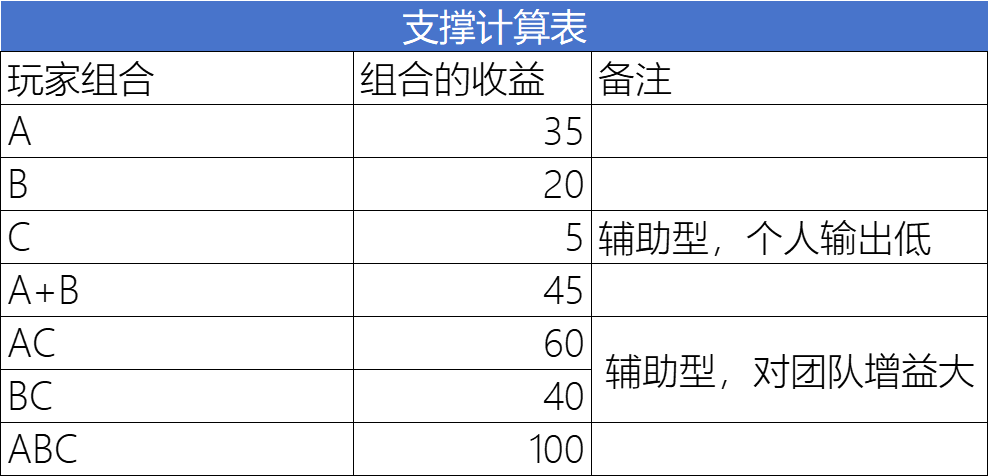 支撑计算表
玩家组合 组合的收益 备注
A 35
B 20
C 5 辅助型，个人输出低
A+B 45
AC 60
辅助型，对团队增益大
BC 40
ABC 100